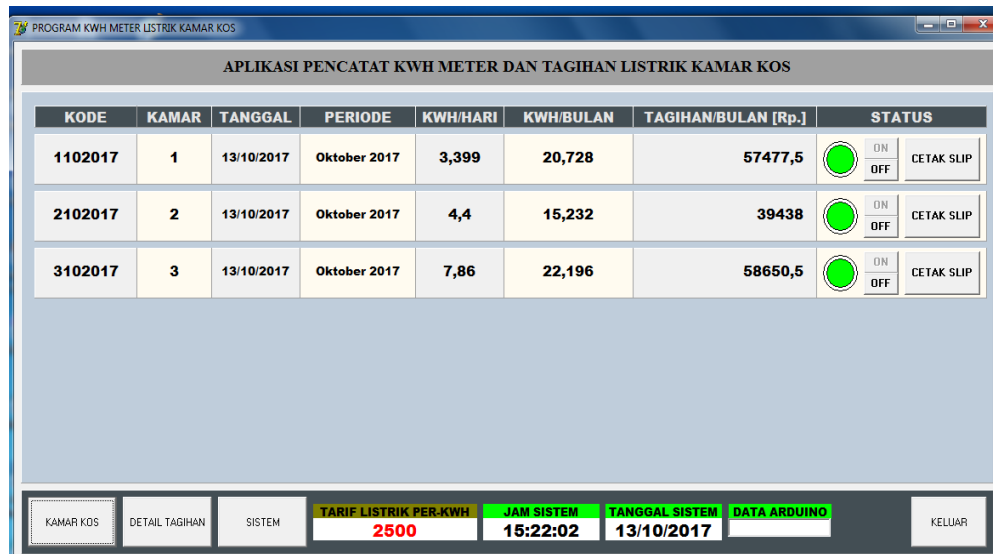 PROGRAM KWH METER LISTRIK KAMAR KOS
APLIKASI PENCATAT KWH METER DAN TAGIHAN LISTRIK KAMAR KOS
KODE KAMAR TANGGAL PERIODE KWH/HARI KWH/BULAN TAGIHAN/BULAN [Rp.] STATUS
1102017 1 13/10/2017 Oktober 2017 3,399 20,728 57477,5 ON OFF CETAK SLIP
2102017 2 13/10/2017 Oktober 2017 4,4 15,232 39438 ON OFF CETAK SLIP
3102017 3 13/10/2017 Oktober 2017 7,86 22,196 58650,5 ON OFF CETAK SLIP
KAMAR KOS DETAIL TAGIHAN SISTEM TARIF LISTRIK PER-KWH JAM SISTEM TANGGAL SISTEM DATA ARDUINO KELUAR
2500 15:22:02 13/10/2017